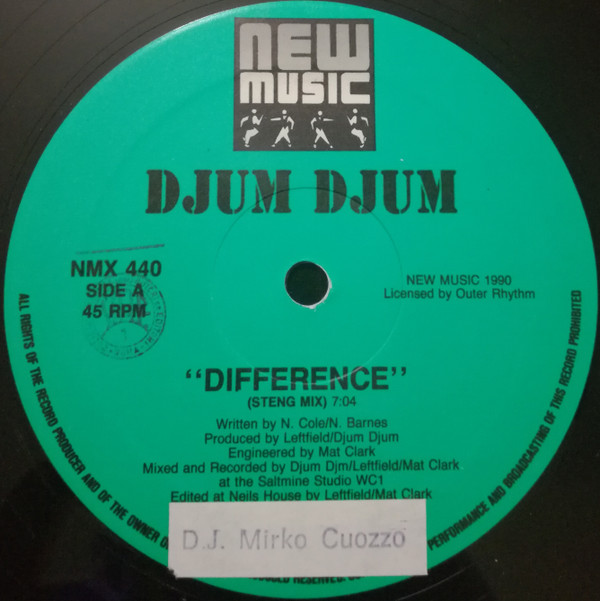 NEW
MUSIC
DJUM DJUM
NMX 440
SIDE A
45 RPM
NEW MUSIC 1990
Licensed by Outer Rhythm
"DIFFERENCE"
(STENG MIX) 7:04
Written by N. Cole/N. Barnes
Produced by Leftfield/Djum Djum
Engineered by Mat Clark
Mixed and Recorded by Djum Djm/Leftfield/Mat Clark
at the Saltmine Studio WC1
Edited at Neils House by Leftfield/Mat Clark
D.J. Mirko Cuozzo
ALL RIGHTS OF THE RECORD PRODUCER AND OF THE OWNER
RESERVED.
PERFORMANCE AND BROADCASTING OF THIS RECORD PROHIBITED